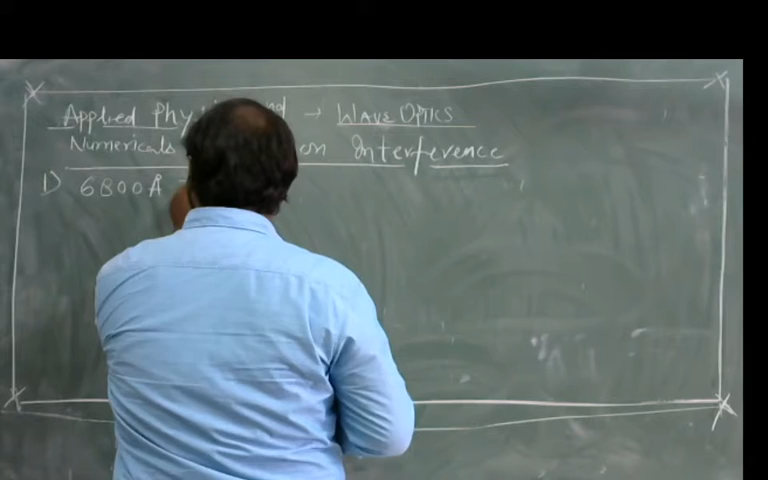 Applied Phy → WAVE OPTICS
Numericals on Interference
1) 6800Å